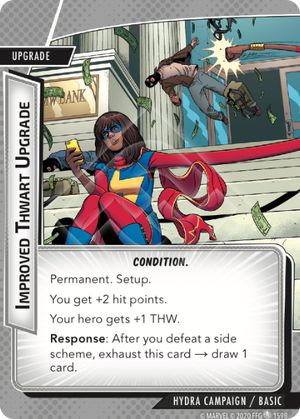 UPGRADE
BANK
IMPROVED THWART UPGRADE
CONDITION.
Permanent. Setup.
You get +2 hit points.
Your hero gets +1 THW.
Response: After you defeat a side
scheme, exhaust this card → draw 1
card.
HYDRA CAMPAIGN / BASIC
© MARVEL © 2020 FFG